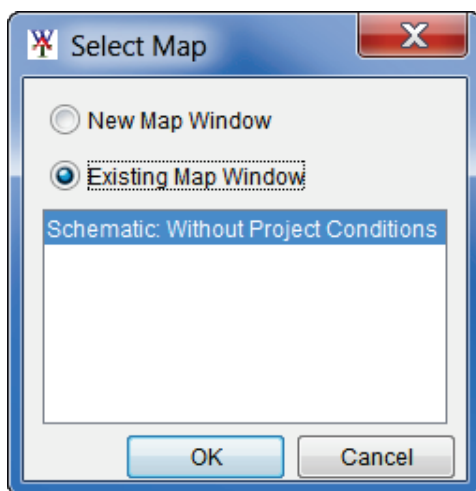 Select Map
New Map Window
Existing Map Window
Schematic: Without Project Conditions
OK
Cancel